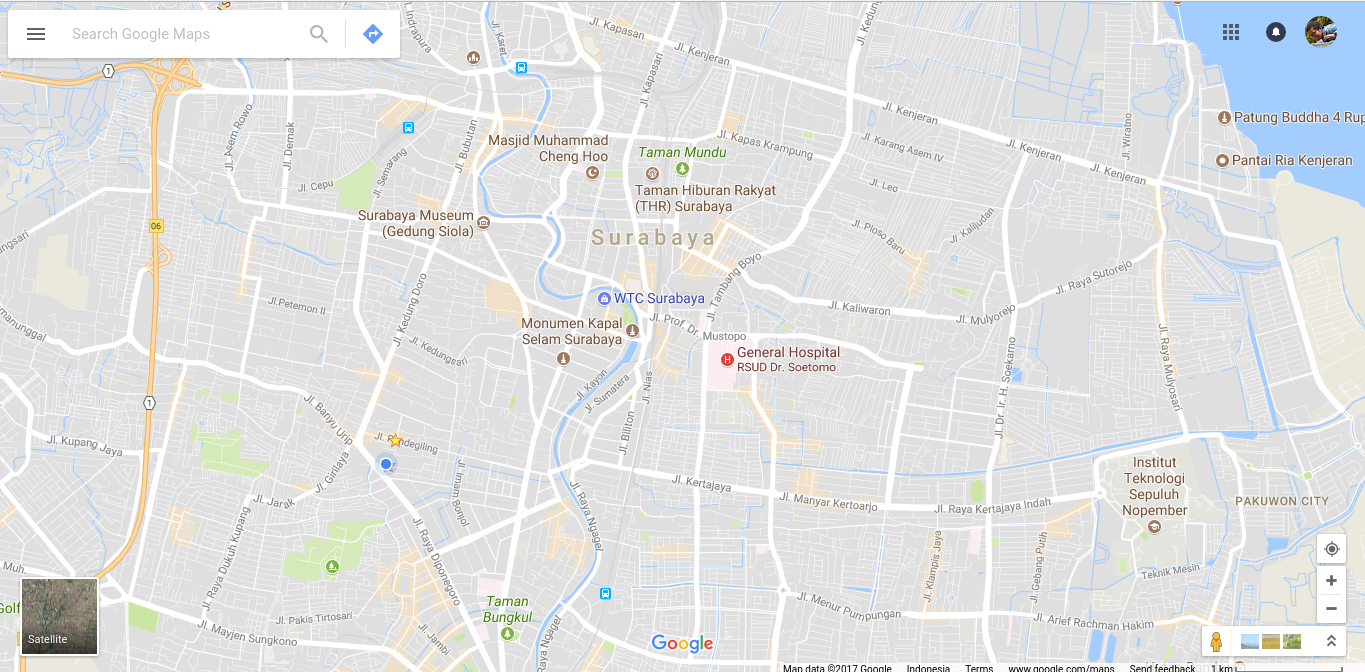 Search Google Maps
Jl. Indrapura
Jl. Karet
Jl. Kapasan
Jl. Kenjeran
Jl. Kedun
1
Jl. Kapasari
Jl. Kenjeran
Patung Buddha 4 Rup
Jl. Asem Rowo
Jl. Demak
Jl. Semarang
Jl. Bubutan
Masjid Muhammad
Cheng Hoo
Taman Mundu
Jl. Kapas Krampung
Jl. Karang Asem.IV
Jl. Kenjeran
Jl. Wiratno
Pantai Ria Kenjeran
Jl. Kenjeran
Jl. Cepu
Taman Hiburan Rakyat
(THR) Surabaya
Jl. Leo
Surabaya Museum
(Gedung Siola)
06
Surabaya
Jl. Kalijudan
Jl. Ploso Baru
Jl. Tambang Boyo
Jl. Raya Sutorejo
WTC Surabaya
Jl.Petemon II
Jl. Kedung Doro
Jl. Kaliwaron
Jl. Mulyorejo
Monumen Kapal
Selam Surabaya
Jl. Prof. Dr. Mustopo
Jl. Kedungsari
General Hospital
RSUD Dr. Soetomo
Jl. Raya Mulyosari
Jl. Dr. Ir. H. Soekarno
Jl. Kayon
Jl. Sumatera
Jl. Nias
1
Jl. Banyu Urip
Jl. Biliton
Jl. Kupang Jaya
Jl. Girilaya
Jl. Imam Bonjol
Jl. Jarak
Jl. Kertajaya
Jl. Manyar Kertoarjo
Jl. Raya Kertajaya Indah
Institut
Teknologi
Sepuluh
Nopember
PAKUWON CITY
Jl. Raya Dukuh Kupang
Jl. Raya Diponegoro
Jl. Raya Ngagel
Jl. Klampis Jaya
Jl. Gebang Putih
Teknik Mesin
Golf
Taman
Bungkul
Jl. Pakis Tirtosari
Jl. Mayjen Sungkono
Jl. Menur Pumpungan
Jl. Arief Rachman Hakim
Satellite
Google
Map data ©2017 Google
Indonesia
Terms
www.google.com/maps
Send feedback
1 km